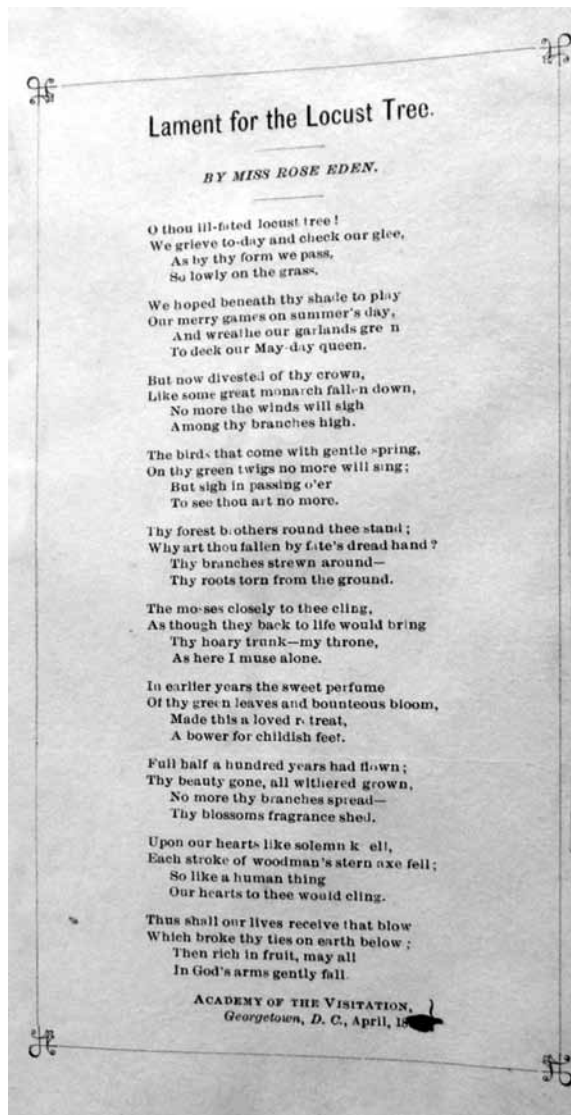 Lament for the Locust Tree.
BY MISS ROSE EDEN.
O thou ill-fated locust tree!
We grieve to-day and check our glee,
As by thy form we pass,
So lowly on the grass.
We hoped beneath thy shade to play
Our merry games on summer's day,
And wreathe our garlands gre n
To deck our May-day queen.
But now divested of thy crown,
Like some great monarch fallen down,
No more the winds will sigh
Among thy branches high.
The birds that come with gentle spring,
On thy green twigs no more will sing;
But sigh in passing o'er
To see thou art no more.
Thy forest brothers round thee stand;
Why art thou fallen by fate's dread hand?
Thy branches strewn around—
Thy roots torn from the ground.
The mosses closely to thee cling,
As though they back to life would bring
Thy hoary trunk—my throne,
As here I muse alone.
In earlier years the sweet perfume
Of thy green leaves and bounteous bloom,
Made this a loved retreat,
A bower for childish feet.
Full half a hundred years had flown;
Thy beauty gone, all withered grown,
No more thy branches spread—
Thy blossoms fragrance shed.
Upon our hearts like solemn k ell,
Each stroke of woodman's stern axe fell;
So like a human thing
Our hearts to thee would cling.
Thus shall our lives receive that blow
Which broke thy ties on earth below;
Then rich in fruit, may all
In God's arms gently fall.
ACADEMY OF THE VISITATION,
Georgetown, D. C., April, 18